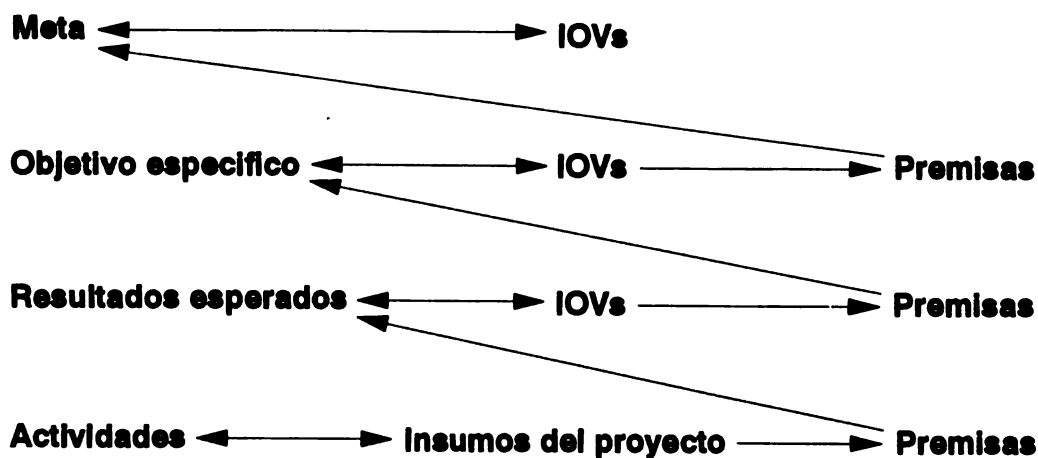 Meta IOVs
Objetivo especifico IOVs Premisas
Resultados esperados IOVs Premisas
Actividades Insumos del proyecto Premisas